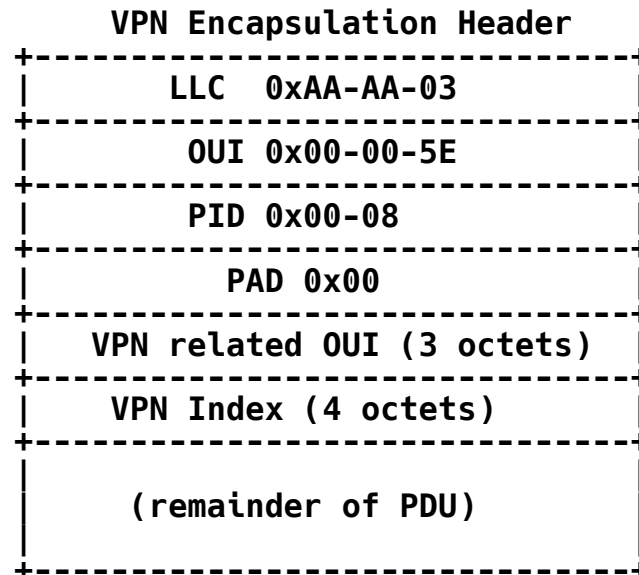 VPN Encapsulation Header
LLC 0xAA-AA-03
OUI 0x00-00-5E
PID 0x00-08
PAD 0x00
VPN related OUI (3 octets)
VPN Index (4 octets)
(remainder of PDU)